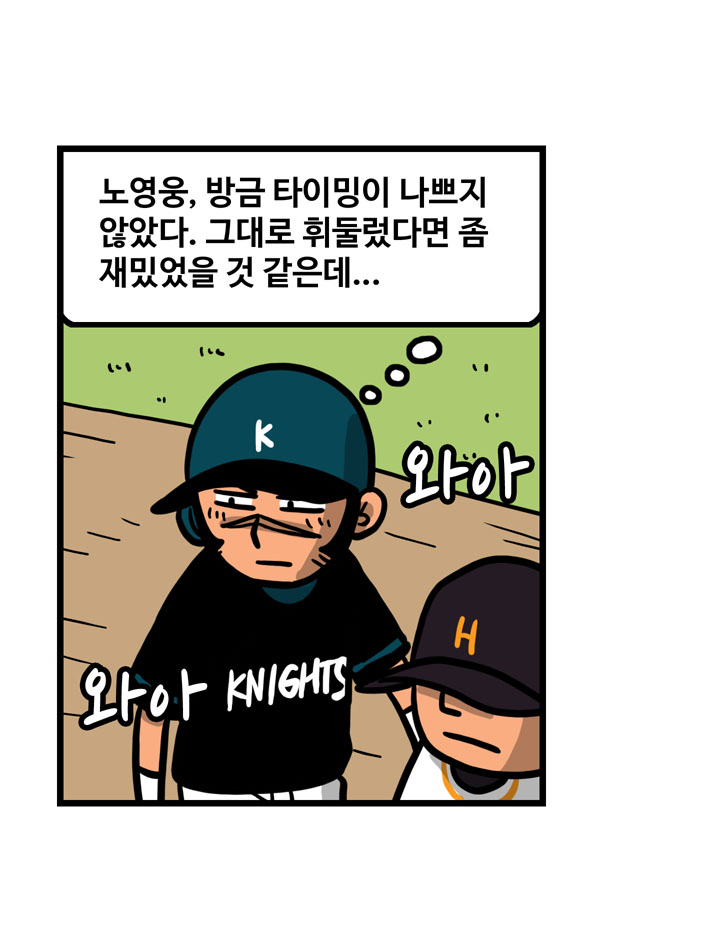 노영웅, 방금 타이밍이 나쁘지
않았다. 그대로 휘둘렀다면 좀
재밌었을 것 같은데...
K
와아
H
와아
KNIGHTS